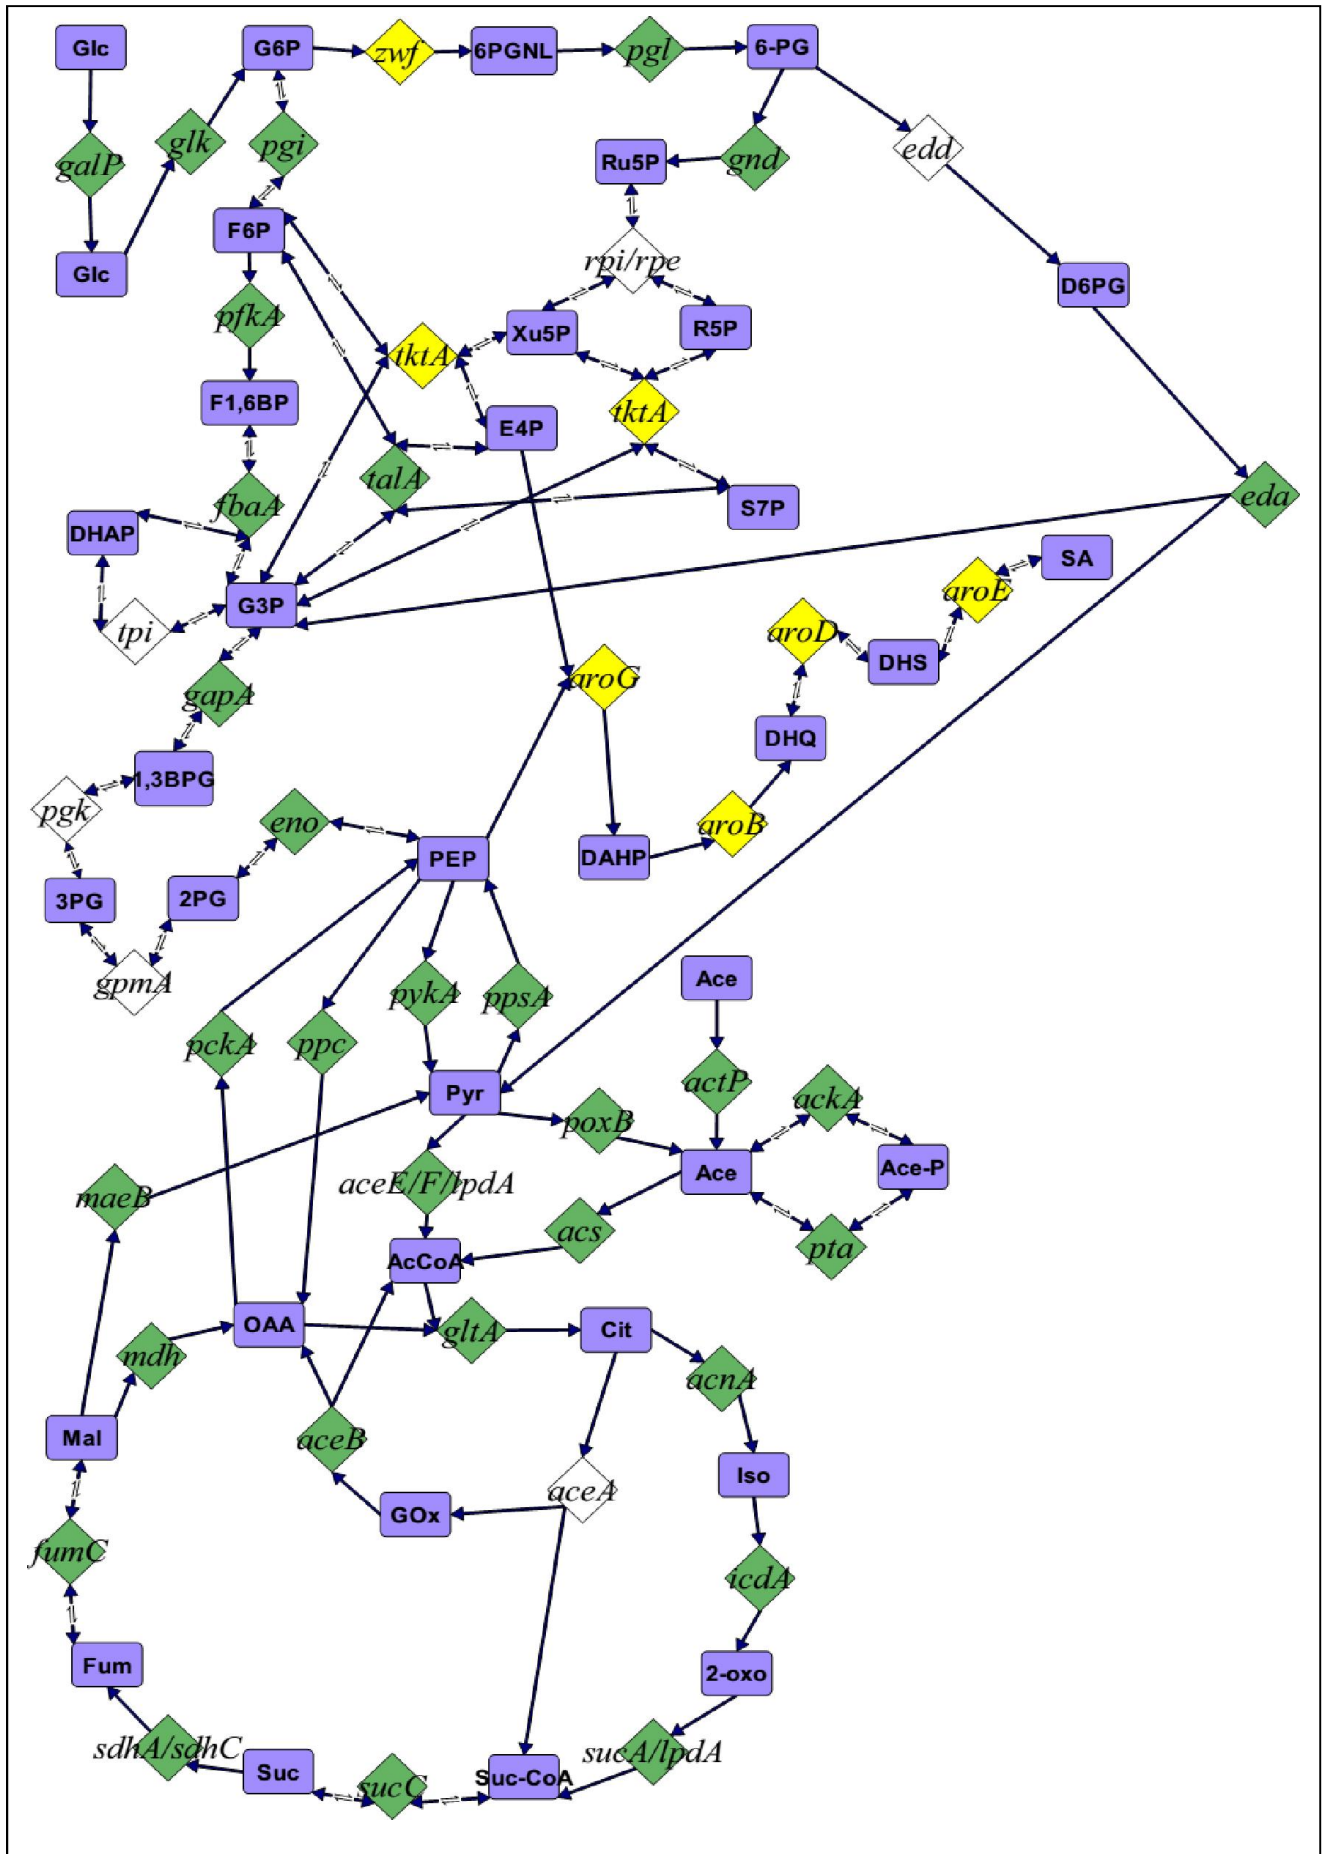 Glc
G6P
zwf
6PGNL
pgl
6-PG
galP
glk
pgi
Ru5P
gnd
edd
Glc
F6P
rpi/rpe
D6PG
pfkA
tktA
Xu5P
R5P
F1,6BP
E4P
tktA
fbaA
talA
S7P
eda
DHAP
G3P
tpi
SA
aroE
aroD
DHS
gapA
aroG
DHQ
1,3BPG
pgk
eno
PEP
DAHP
aroB
3PG
2PG
gpmA
pykA
ppsA
Ace
pckA
ppc
Pyr
actP
ackA
poxB
maeB
aceE/F/lpdA
Ace
Ace-P
acs
pta
AcCoA
OAA
gltA
Cit
mdh
acnA
Mal
aceB
Iso
GOx
aceA
fumC
icdA
Fum
2-oxo
sdhA/sdhC
Suc
sucC
Suc-CoA
sucA/lpdA